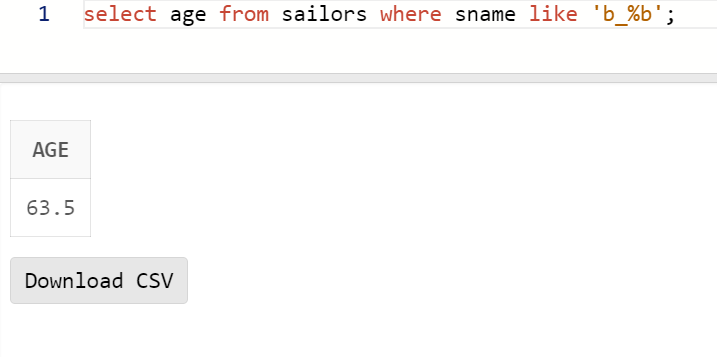 1 select age from sailors where sname like 'b_%b';
AGE
63.5
Download CSV